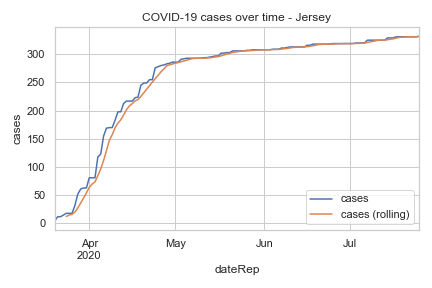 COVID-19 cases over time - Jersey
cases
300
250
200
150
100
50
0
Apr
2020
May
Jun
Jul
dateRep
cases
cases (rolling)